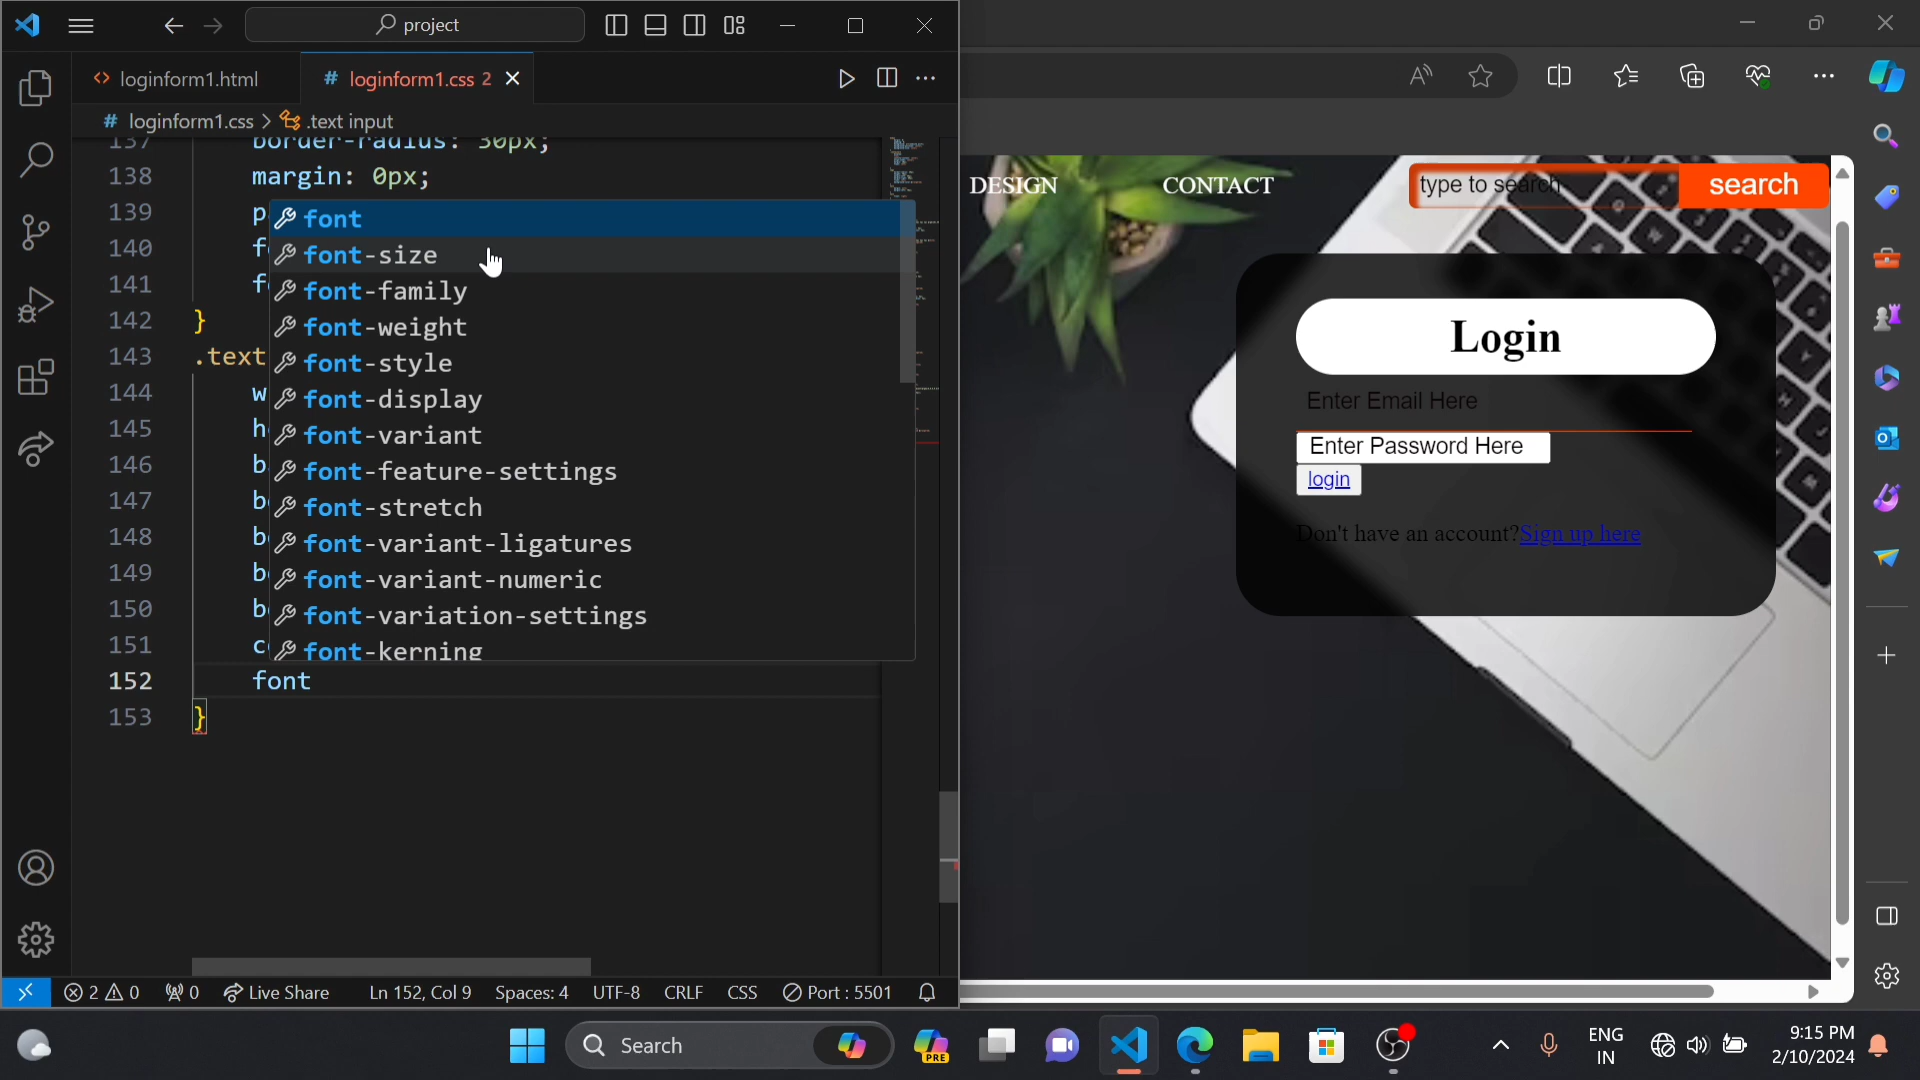 project
loginform1.html
# loginform1.css 2
# loginform1.css > .text input
137 border-radius: 30px;
138 margin: 0px;
139 p
140 f
141 f
142 }
143 .text
144 w
145 h
146 b
147 b
148 b
149 b
150 b
151 c
152 font
153 }
font
font-size
font-family
font-weight
font-style
font-display
font-variant
font-feature-settings
font-stretch
font-variant-ligatures
font-variant-numeric
font-variation-settings
font-kerning
2 0 0 Live Share Ln 152, Col 9 Spaces: 4 UTF-8 CRLF CSS Port : 5501
DESIGN CONTACT type to search search
Login
Enter Email Here
Enter Password Here
login
Don't have an account?Sign up here
Search
PRE
ENG
IN
9:15 PM
2/10/2024